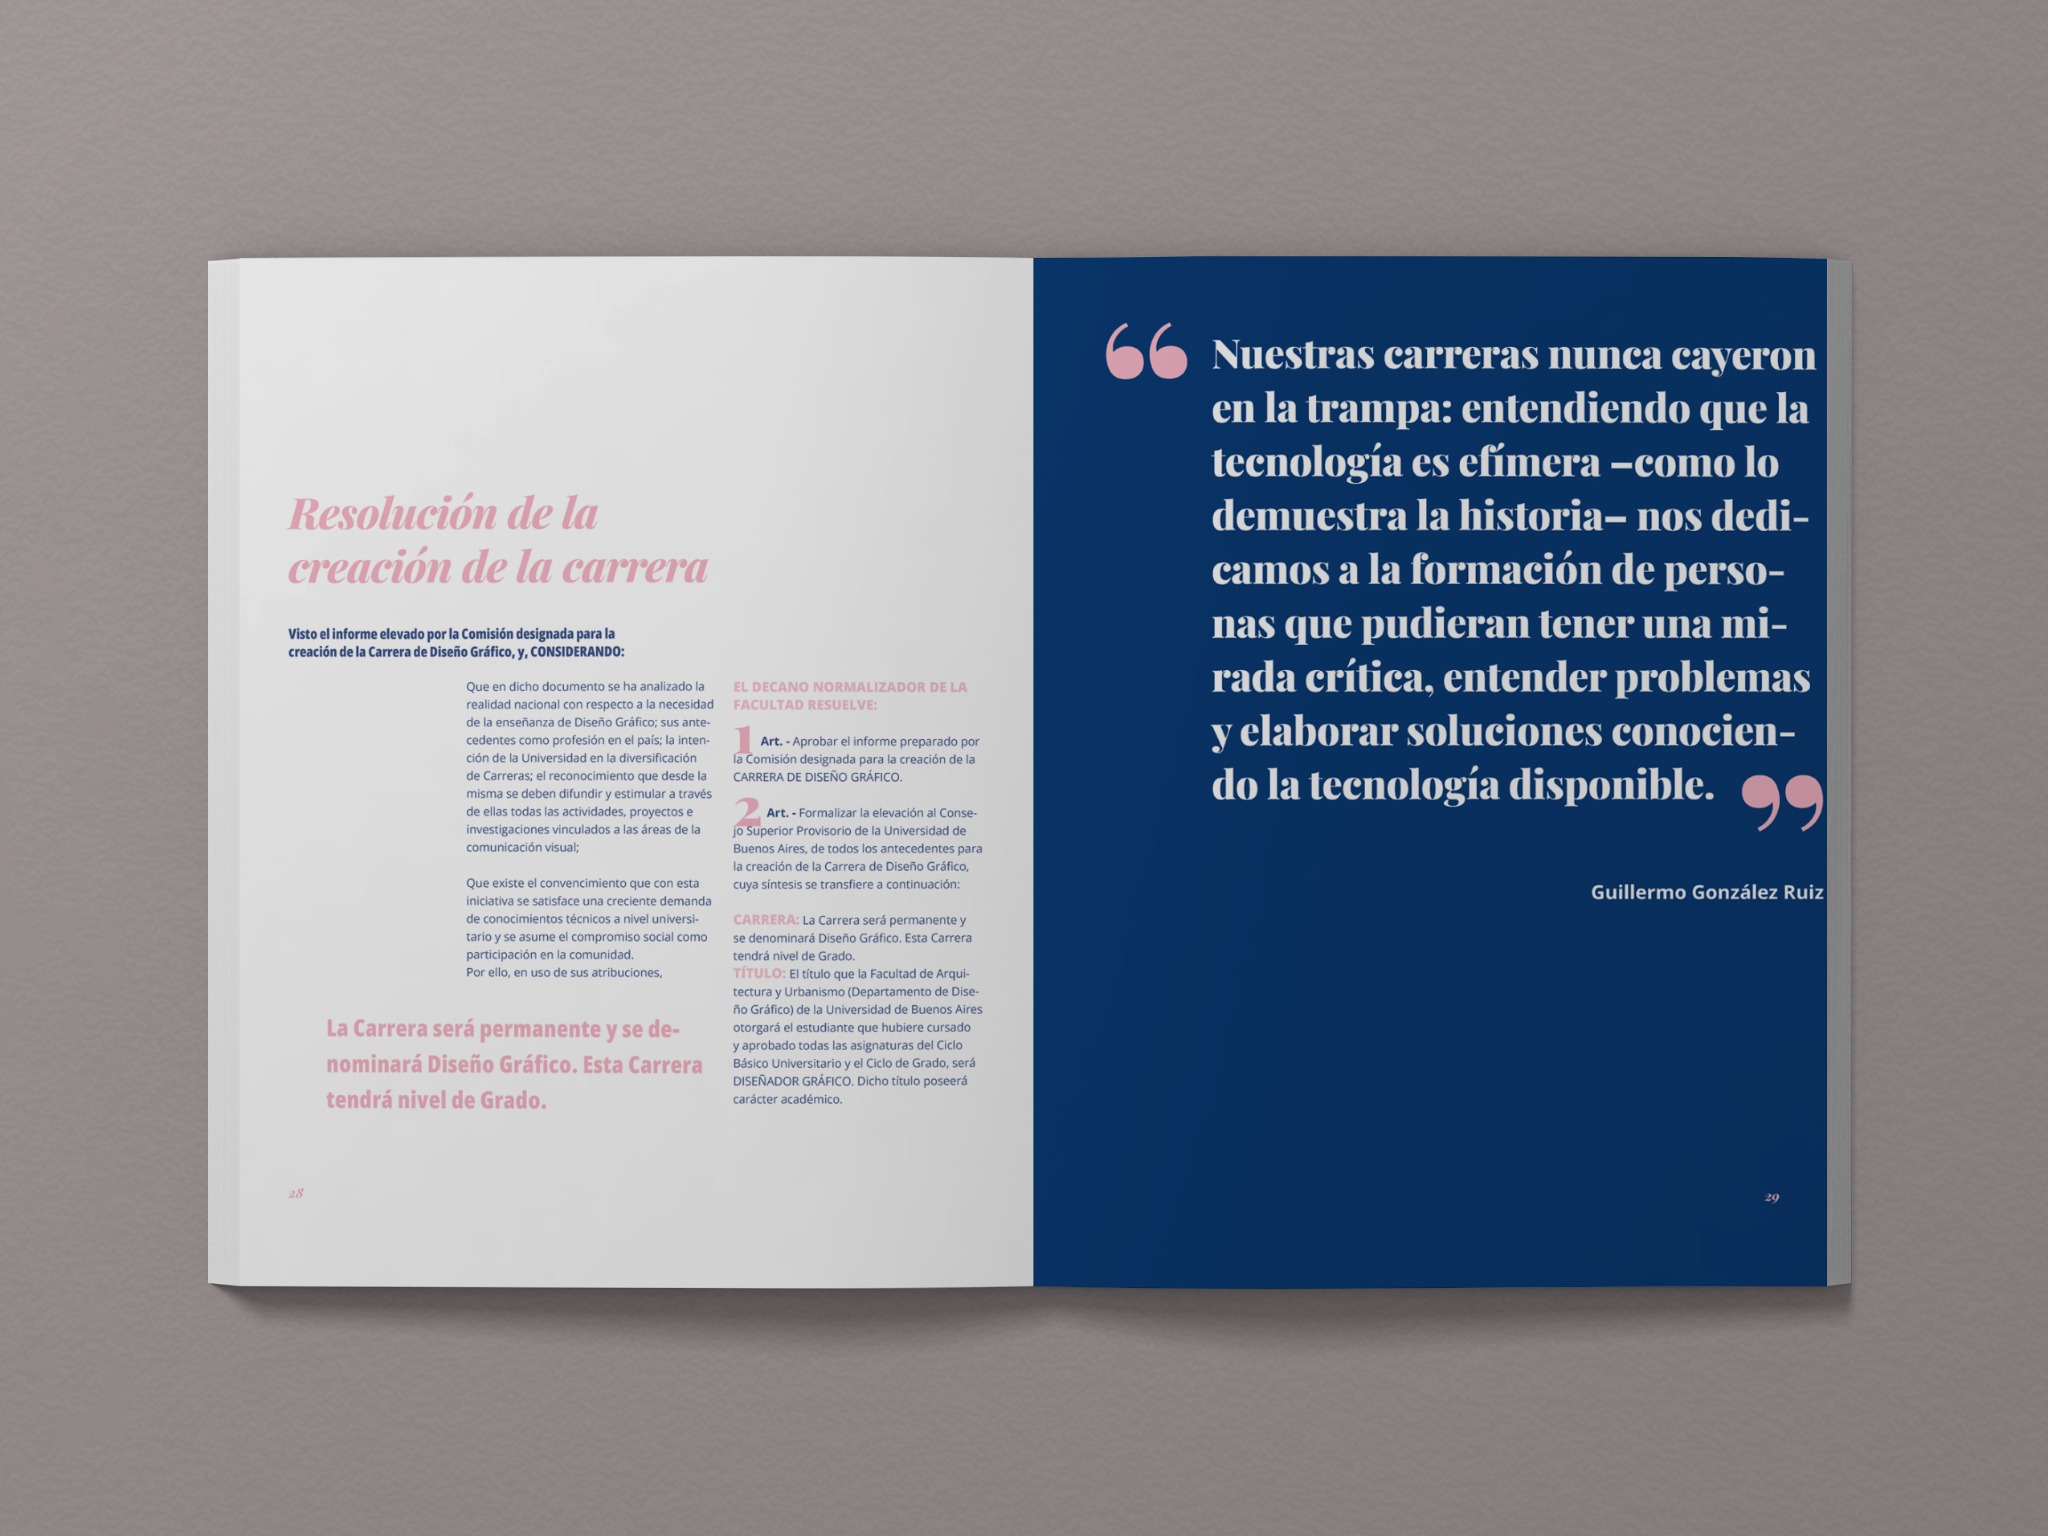 Resolución de la
creación de la carrera
Visto el informe elevado por la Comisión designada para la
creación de la Carrera de Diseño Gráfico, y, CONSIDERANDO:
Que en dicho documento se ha analizado la
realidad nacional con respecto a la necesidad
de la enseñanza de Diseño Gráfico; sus ante-
cedentes como profesión en el país; la inten-
ción de la Universidad en la diversificación
de Carreras; el reconocimiento que desde la
misma se deben difundir y estimular a través
de ellas todas las actividades, proyectos e
investigaciones vinculados a las áreas de la
comunicación visual;
Que existe el convencimiento que con esta
iniciativa se satisface una creciente demanda
de conocimientos técnicos a nivel universi-
tario y se asume el compromiso social como
participación en la comunidad.
Por ello, en uso de sus atribuciones,
La Carrera será permanente y se de-
nominará Diseño Gráfico. Esta Carrera
tendrá nivel de Grado.
EL DECANO NORMALIZADOR DE LA
FACULTAD RESUELVE:
1 Art. - Aprobar el informe preparado por
la Comisión designada para la creación de la
CARRERA DE DISEÑO GRÁFICO.
2 Art. - Formalizar la elevación al Conse-
jo Superior Provisorio de la Universidad de
Buenos Aires, de todos los antecedentes para
la creación de la Carrera de Diseño Gráfico,
cuya síntesis se transfiere a continuación:
CARRERA: La Carrera será permanente y
se denominará Diseño Gráfico. Esta Carrera
tendrá nivel de Grado.
TÍTULO: El título que la Facultad de Arqui-
tectura y Urbanismo (Departamento de Dise-
ño Gráfico) de la Universidad de Buenos Aires
otorgará el estudiante que hubiere cursado
y aprobado todas las asignaturas del Ciclo
Básico Universitario y el Ciclo de Grado, será
DISEÑADOR GRÁFICO. Dicho título poseerá
carácter académico.
28
“ Nuestras carreras nunca cayeron
en la trampa: entendiendo que la
tecnología es efímera –como lo
demuestra la historia– nos dedi-
camos a la formación de perso-
nas que pudieran tener una mi-
rada crítica, entender problemas
y elaborar soluciones conocien-
do la tecnología disponible. ”
Guillermo González Ruiz
29